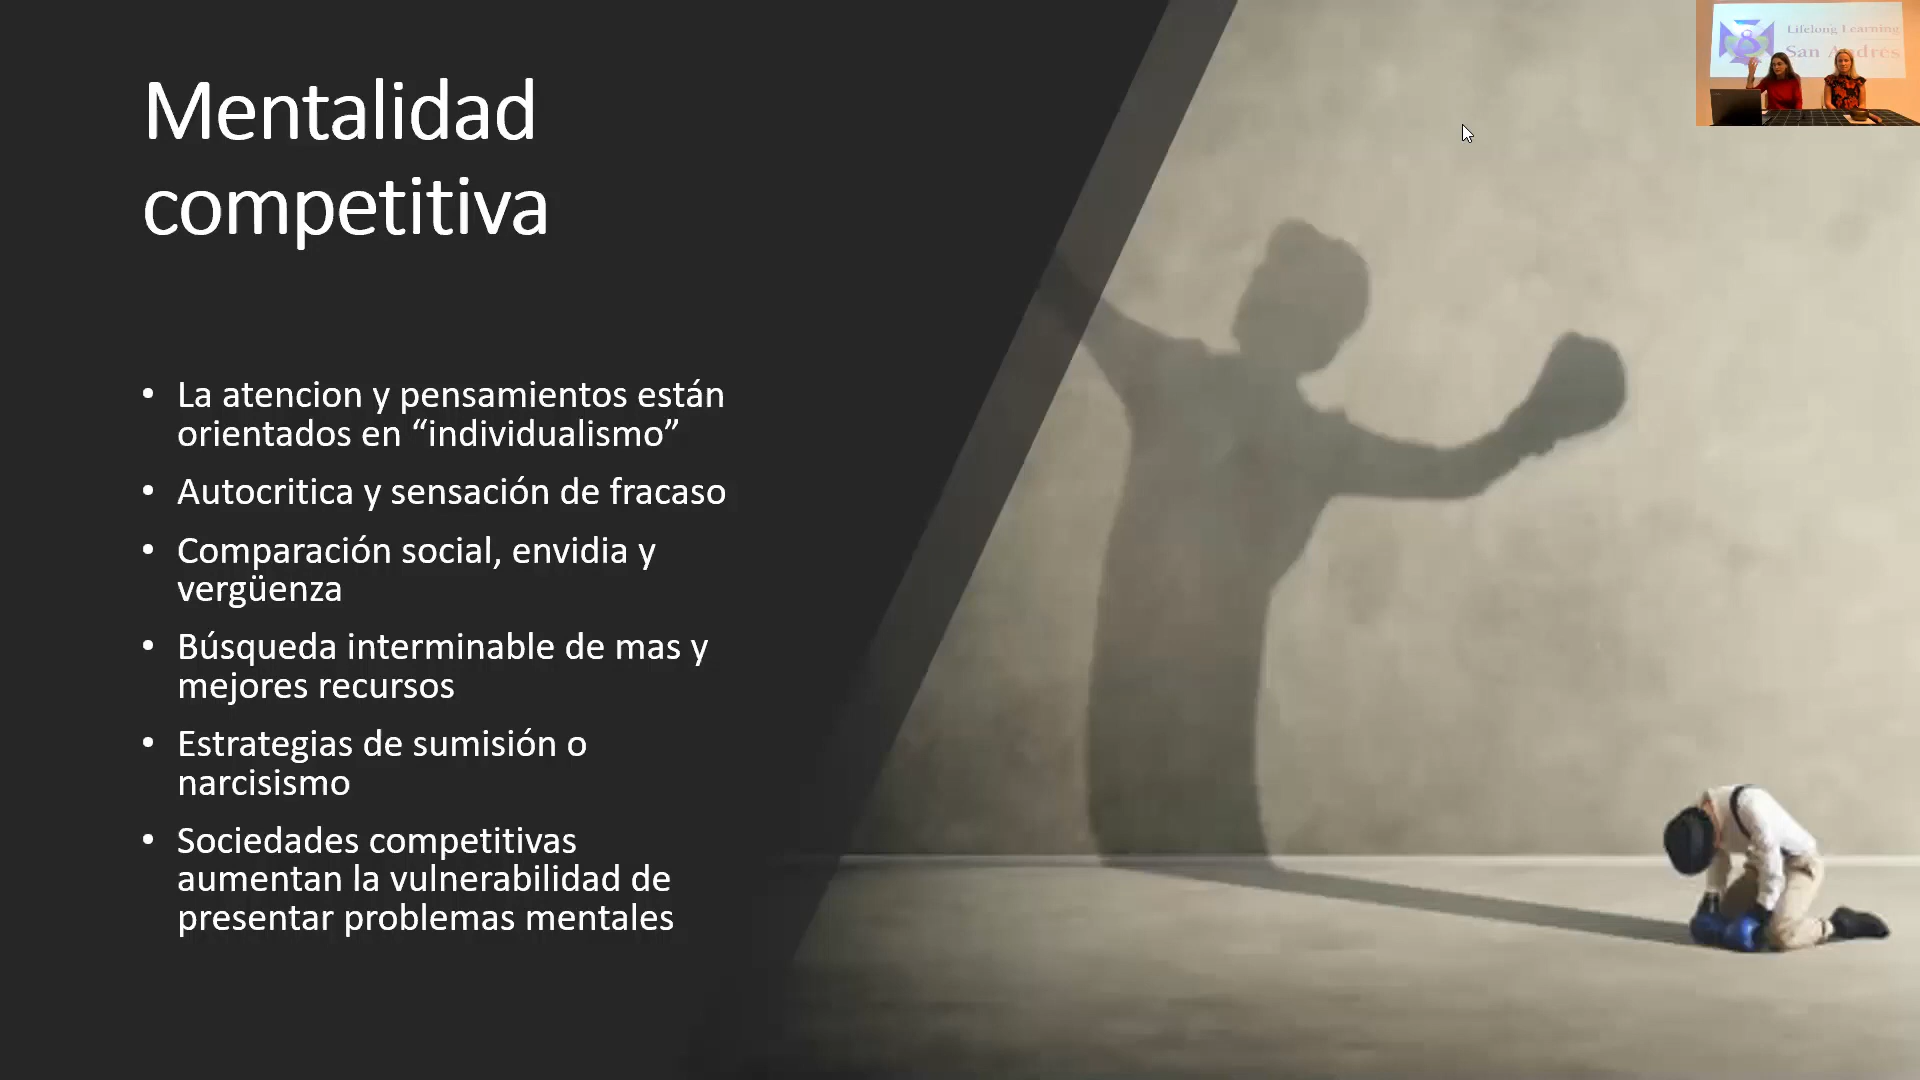 Lifelong Learning
San Andrés
Mentalidad
competitiva
• La atencion y pensamientos están
orientados en “individualismo”
• Autocritica y sensación de fracaso
• Comparación social, envidia y
vergüenza
• Búsqueda interminable de mas y
mejores recursos
• Estrategias de sumisión o
narcisismo
• Sociedades competitivas
aumentan la vulnerabilidad de
presentar problemas mentales